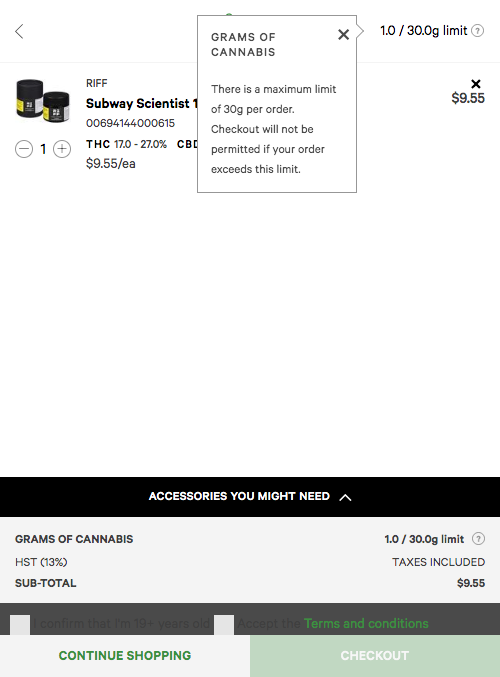 1.0 / 30.0g limit ?
GRAMS OF
CANNABIS
There is a maximum limit
of 30g per order.
Checkout will not be
permitted if your order
exceeds this limit.
RIFF
Subway Scientist 1
00694144000615
THC 17.0 - 27.0% CBD
$9.55/ea
1
$9.55
ACCESSORIES YOU MIGHT NEED
GRAMS OF CANNABIS 1.0 / 30.0g limit ?
HST (13%) TAXES INCLUDED
SUB-TOTAL $9.55
I confirm that I'm 19+ years old Accept the Terms and conditions
CONTINUE SHOPPING CHECKOUT